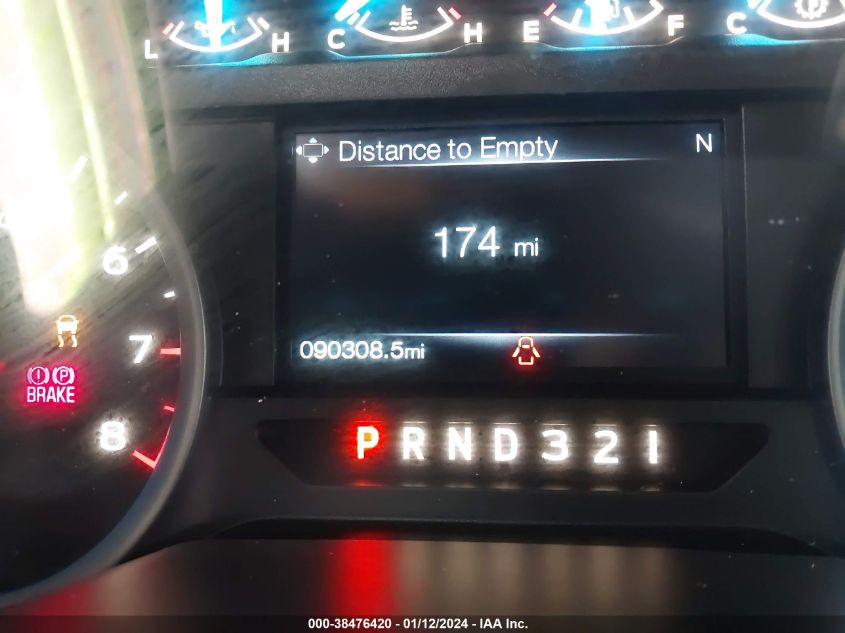 L H C H E F C
Distance to Empty N
174 mi
6
090308.5mi
7
BRAKE
8
P R N D 3 2 1
000-38476420 - 01/12/2024 - IAA Inc.